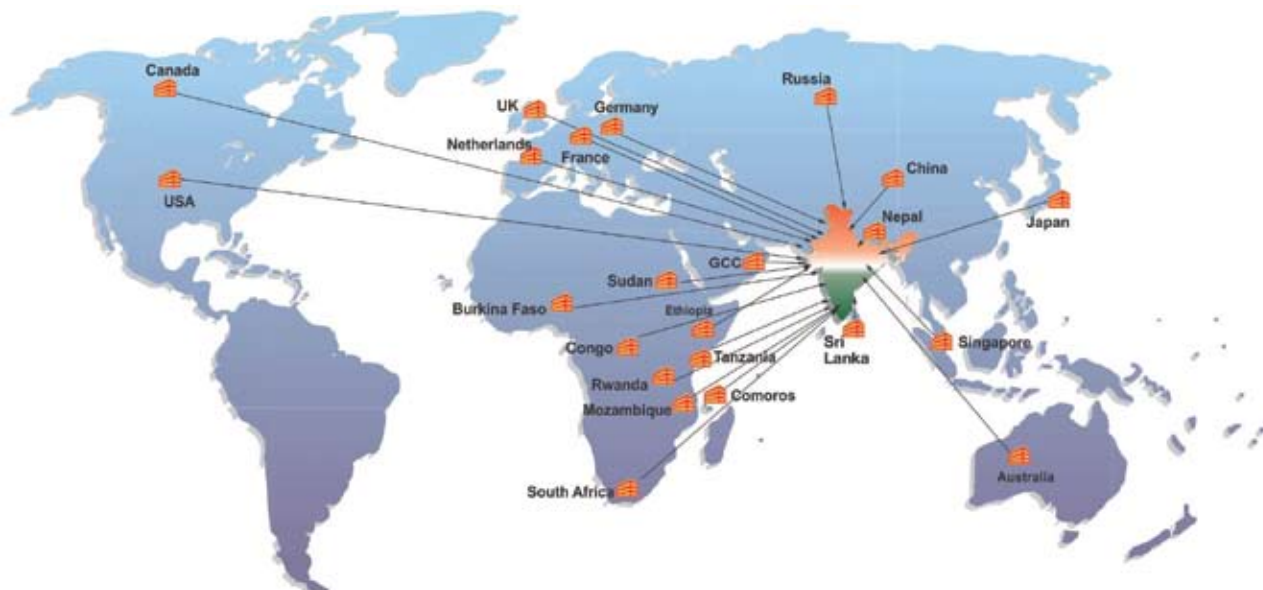 Canada
Russia
UK
Germany
Netherlands
France
China
USA
Nepal
Japan
GCC
Sudan
Burkina Faso
Ethiopia
Congo
Sri
Lanka
Singapore
Tanzania
Rwanda
Comoros
Mozambique
Australia
South Africa